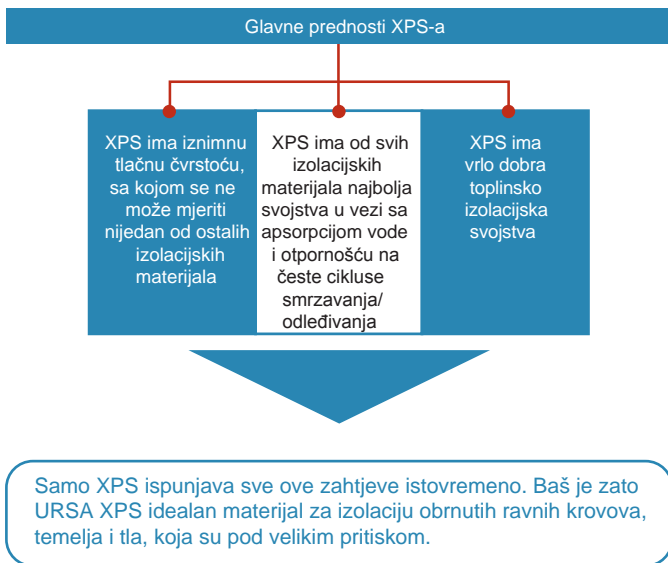 Glavne prednosti XPS-a
XPS ima iznimnu
tlačnu čvrstoću,
sa kojom se ne
može mjeriti
nijedan od ostalih
izolacijskih
materijala
XPS ima od svih
izolacijskih
materijala najbolja
svojstva u vezi sa
apsorpcijom vode
i otpornošću na
česte cikluse
smrzavanja/
odleđivanja
XPS ima
vrlo dobra
toplinsko
izolacijska
svojstva
Samo XPS ispunjava sve ove zahtjeve istovremeno. Baš je zato
URSA XPS idealan materijal za izolaciju obrnutih ravnih krovova,
temelja i tla, koja su pod velikim pritiskom.